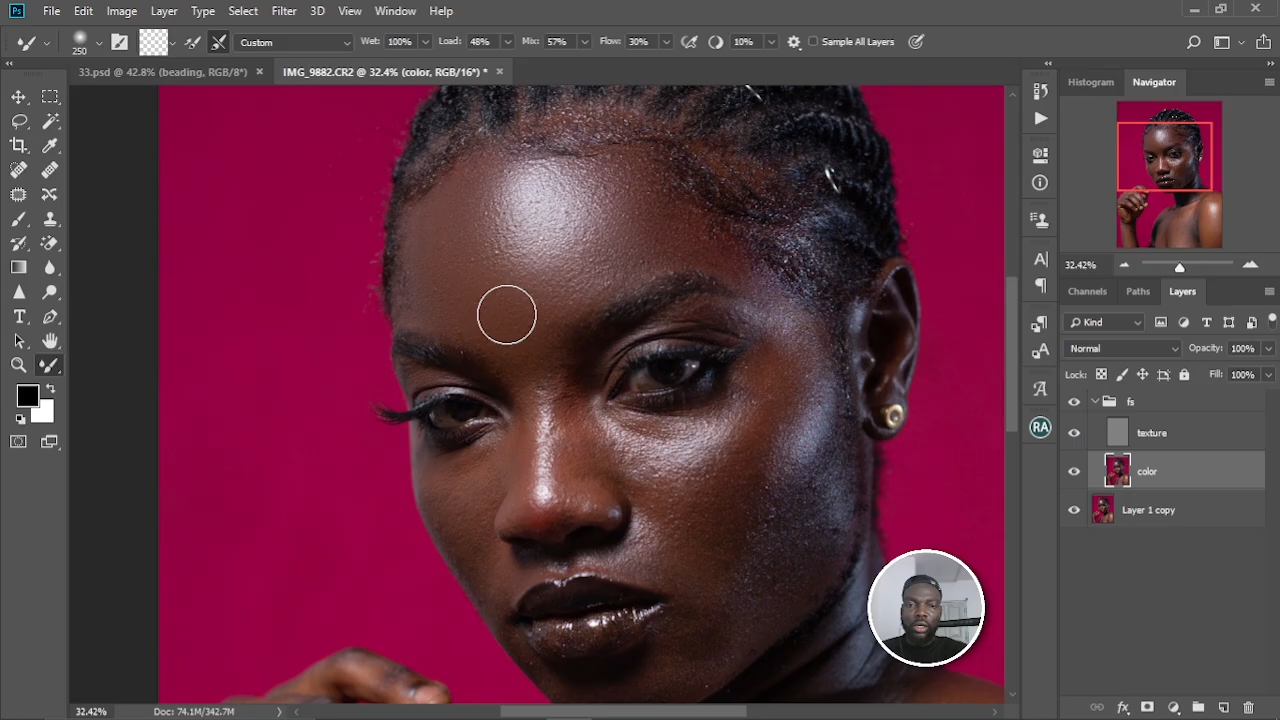 Ps File Edit Image Layer Type Select Filter 3D View Window Help
250 Custom Wet: 100% Load: 48% Mix: 57% Flow: 30% 10% Sample All Layers
33.psd @ 42.8% (beading, RGB/8*) × IMG_9882.CR2 @ 32.4% (color, RGB/16*) * ×
Histogram Navigator
32.42%
Channels Paths Layers
Kind
Normal Opacity: 100%
Lock: Fill: 100%
fs
texture
color
Layer 1 copy
RA
32.42% Doc: 74.1M/342.7M